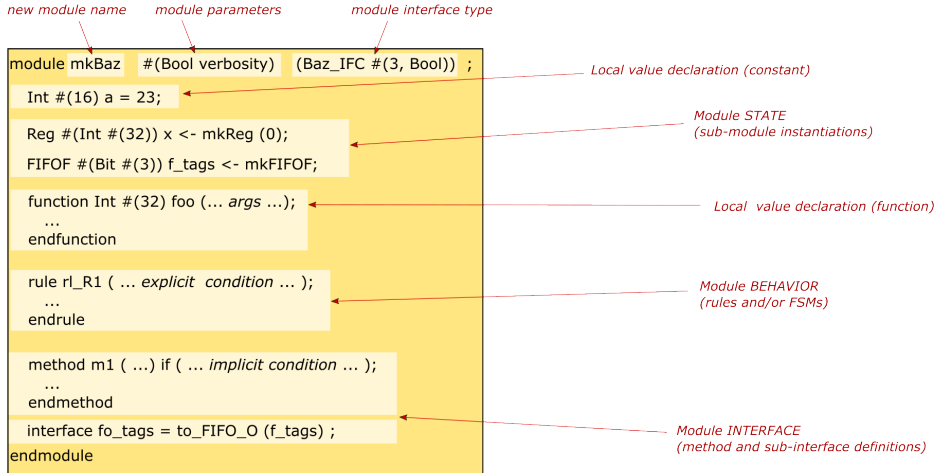 new module name module parameters module interface type
module mkBaz #(Bool verbosity) (Baz_IFC #(3, Bool)) ;
Int #(16) a = 23;
Local value declaration (constant)
Reg #(Int #(32)) x <- mkReg (0);
FIFOF #(Bit #(3)) f_tags <- mkFIFOF;
Module STATE
(sub-module instantiations)
function Int #(32) foo (... args ...);
...
endfunction
Local value declaration (function)
rule rl_R1 ( ... explicit condition ... );
...
endrule
Module BEHAVIOR
(rules and/or FSMs)
method m1 ( ...) if ( ... implicit condition ... );
...
endmethod
interface fo_tags = to_FIFO_O (f_tags) ;
Module INTERFACE
(method and sub-interface definitions)
endmodule